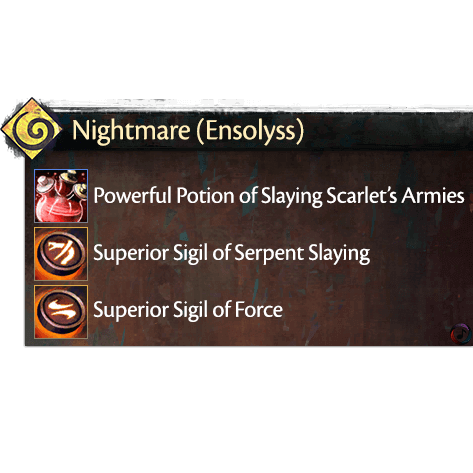 Nightmare (Ensolyss)
Powerful Potion of Slaying Scarlet's Armies
Superior Sigil of Serpent Slaying
Superior Sigil of Force